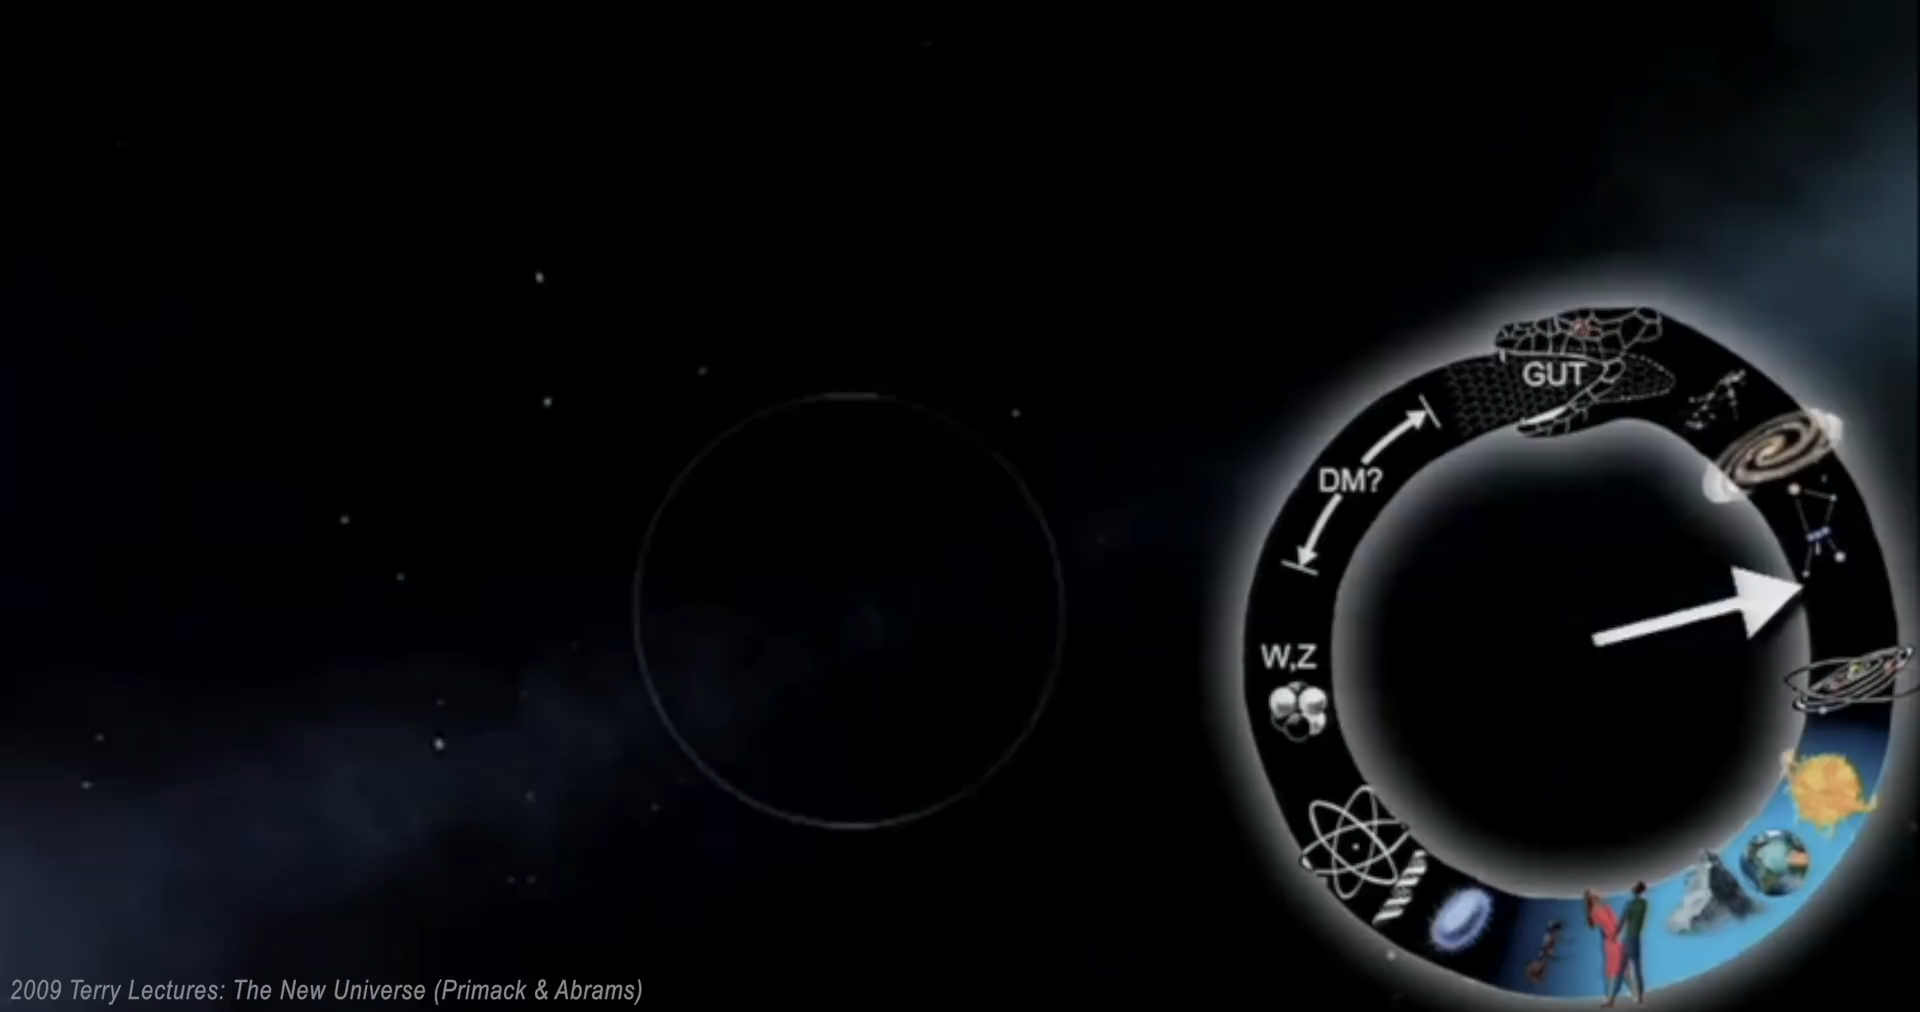 GUT
DM?
W,Z
2009 Terry Lectures: The New Universe (Primack & Abrams)